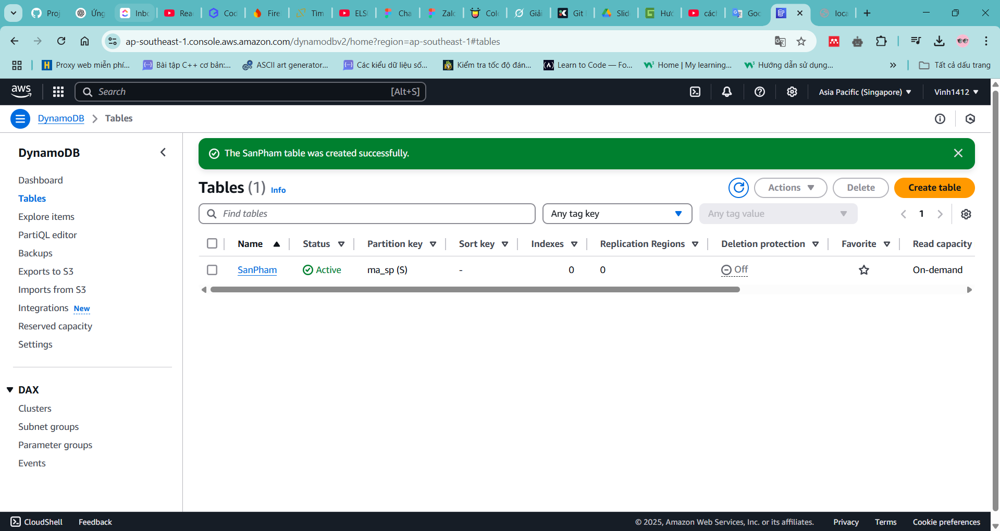 Proj
Ứng
Inbo
Rea
Cod
Fire
Tìm
ELS
Cha
Zalo
Colo
Giải
Git
Slid
Hướ
cách
Goo
loca
ap-southeast-1.console.aws.amazon.com/dynamodbv2/home?region=ap-southeast-1#tables
Proxy web miễn phí...
Bài tập C++ cơ bản:...
ASCII art generator...
Các kiểu dữ liệu số...
Kiểm tra tốc độ đán...
Learn to Code — Fo...
Home | My learning...
Hướng dẫn sử dụng...
Tất cả dấu trang
aws
Search
[Alt+S]
Asia Pacific (Singapore)
Vinh1412
DynamoDB
Tables
DynamoDB
Dashboard
Tables
Explore items
PartiQL editor
Backups
Exports to S3
Imports from S3
Integrations New
Reserved capacity
Settings
DAX
Clusters
Subnet groups
Parameter groups
Events
The SanPham table was created successfully.
Tables (1) Info
Actions
Delete
Create table
Find tables
Any tag key
Any tag value
1
Name Status Partition key Sort key Indexes Replication Regions Deletion protection Favorite Read capacity
SanPham Active ma_sp (S) - 0 0 Off On-demand
CloudShell
Feedback
© 2025, Amazon Web Services, Inc. or its affiliates.
Privacy
Terms
Cookie preferences